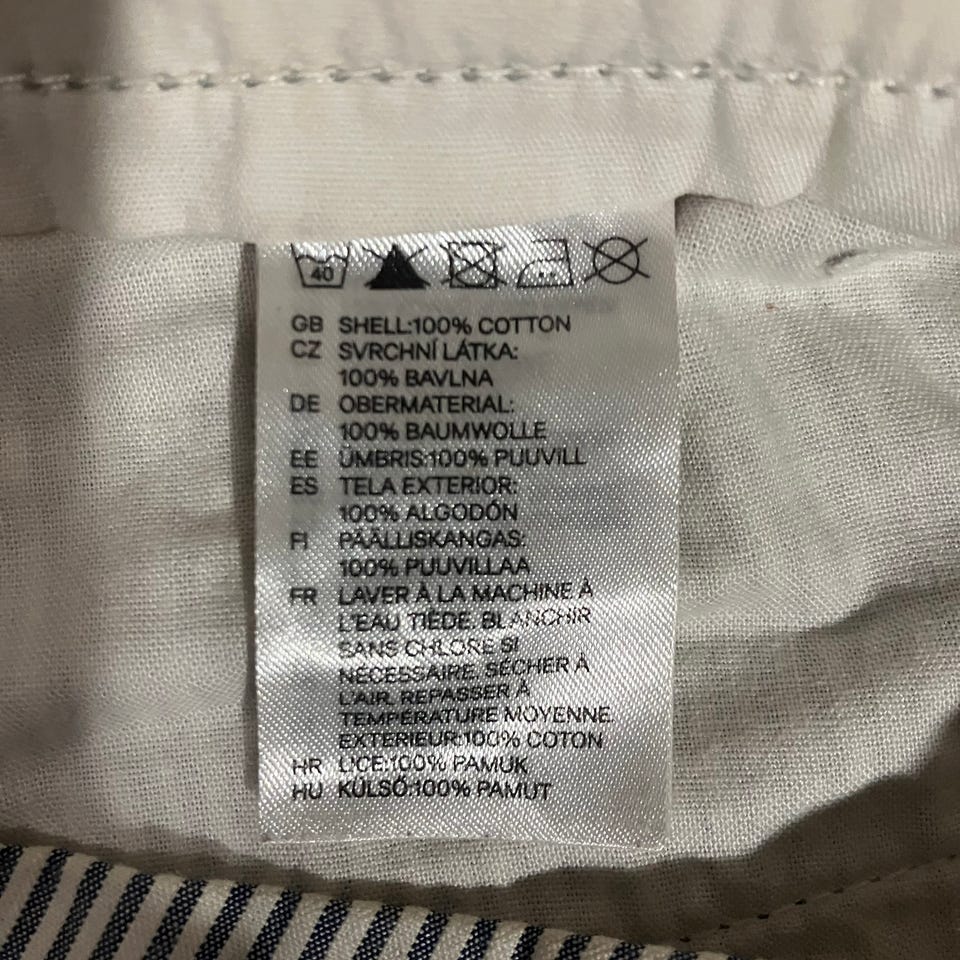 40
GB SHELL:100% COTTON
CZ SVRCHNÍ LÁTKA:
100% BAVLNA
DE OBERMATERIAL:
100% BAUMWOLLE
EE ÜMBRIS:100% PUUVILL
ES TELA EXTERIOR:
100% ALGODÓN
FI PÄÄLLISKANGAS:
100% PUUVILLAA
FR LAVER À LA MACHINE À
L'EAU TIÈDE. BLANCHIR
SANS CHLORE SI
NÉCESSAIRE. SÉCHER À
L'AIR. REPASSER À
TEMPÉRATURE MOYENNE.
EXTERIEUR:100% COTON
HR LICE:100% PAMUK
HU KÜLSŐ:100% PAMUT